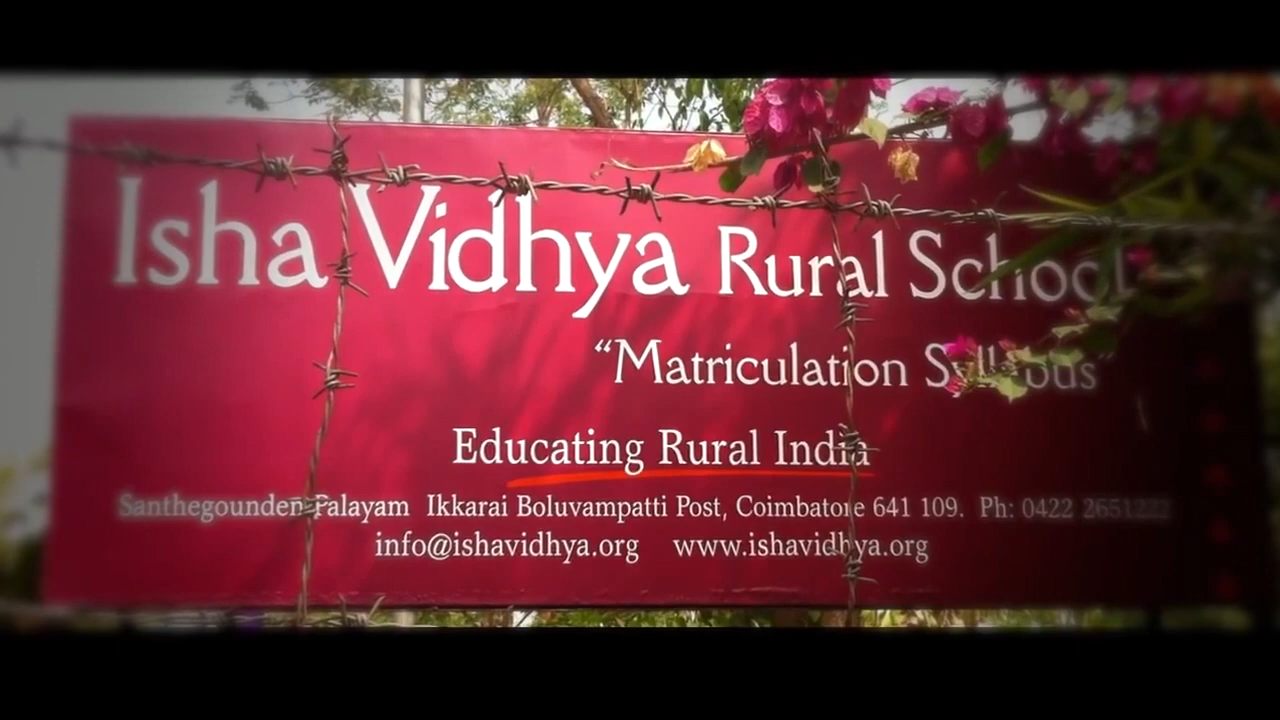 Isha Vidhya Rural School
“Matriculation Syllabus”
Educating Rural India
Santhegounden Palayam Ikkarai Boluvampatti Post, Coimbatore 641 109. Ph: 0422 2651222
info@ishavidhya.org www.ishavidhya.org